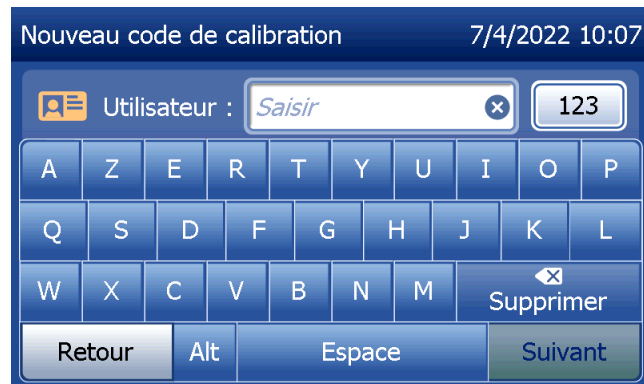 Nouveau code de calibration 7/4/2022 10:07
Utilisateur : Saisir 123
A Z E R T Y U I O P
Q S D F G H J K L
W X C V B N M Supprimer
Retour Alt Espace Suivant